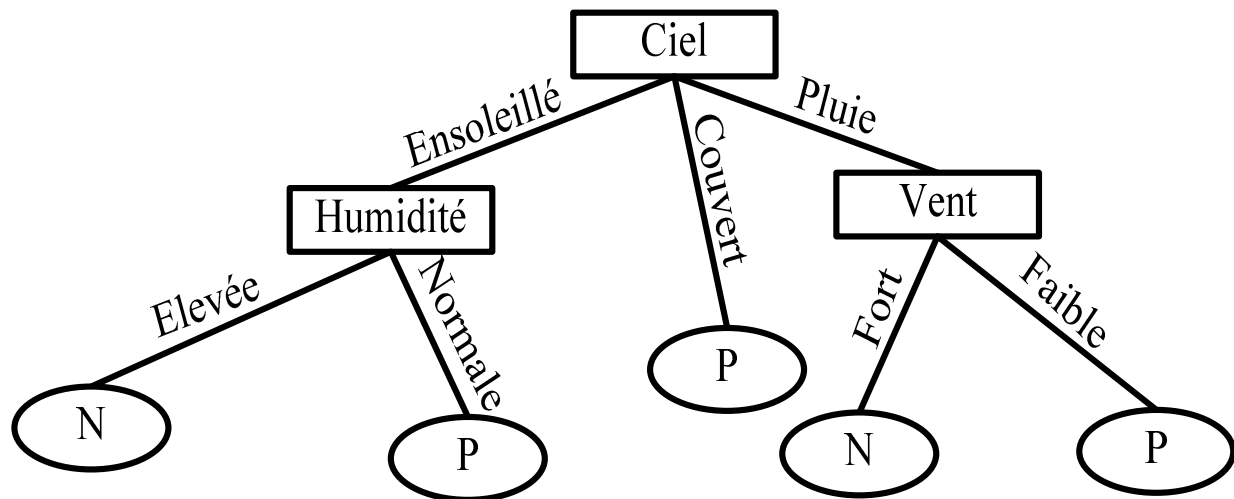 Ciel
Ensoleillé
Couvert
Pluie
Humidité
Vent
Elevée
Normale
Fort
Faible
N
P
P
N
P